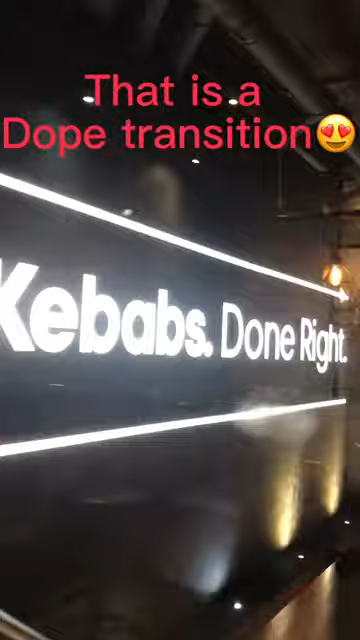 That is a
Dope transition😍
Kebabs. Done Right.